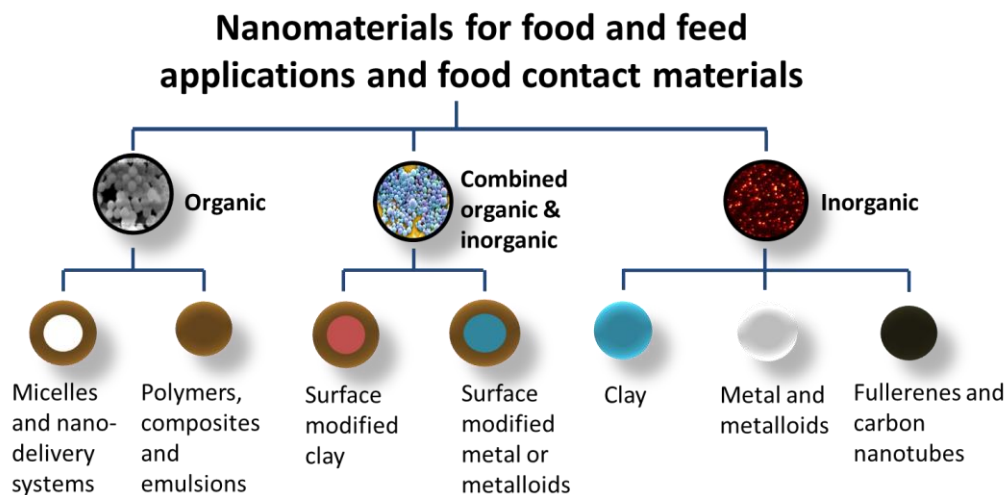 Nanomaterials for food and feed
applications and food contact materials
Organic
Combined
organic &
inorganic
Inorganic
Micelles
and nano-
delivery
systems
Polymers,
composites
and
emulsions
Surface
modified
clay
Surface
modified
metal or
metalloids
Clay
Metal and
metalloids
Fullerenes and
carbon
nanotubes